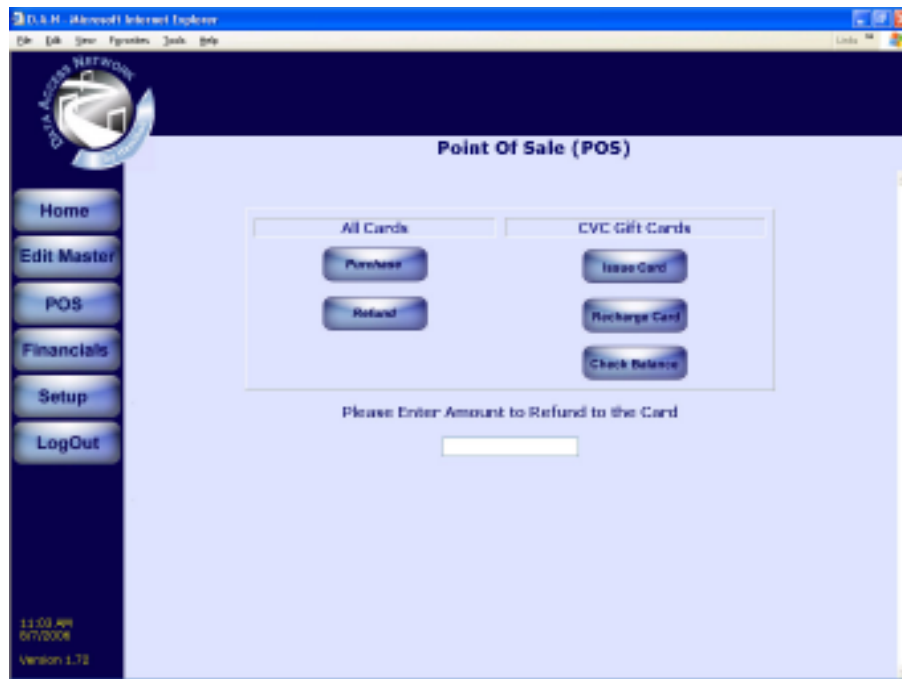 D.A.N - Microsoft Internet Explorer
File Edit View Favorites Tools Help
Links
DATA ACCESS NETWORK
Point Of Sale (POS)
Home
Edit Master
POS
Financials
Setup
LogOut
All Cards
CVC Gift Cards
Purchase
Issue Card
Refund
Recharge Card
Check Balance
Please Enter Amount to Refund to the Card
11:03 AM
6/7/2006
Version 1.72